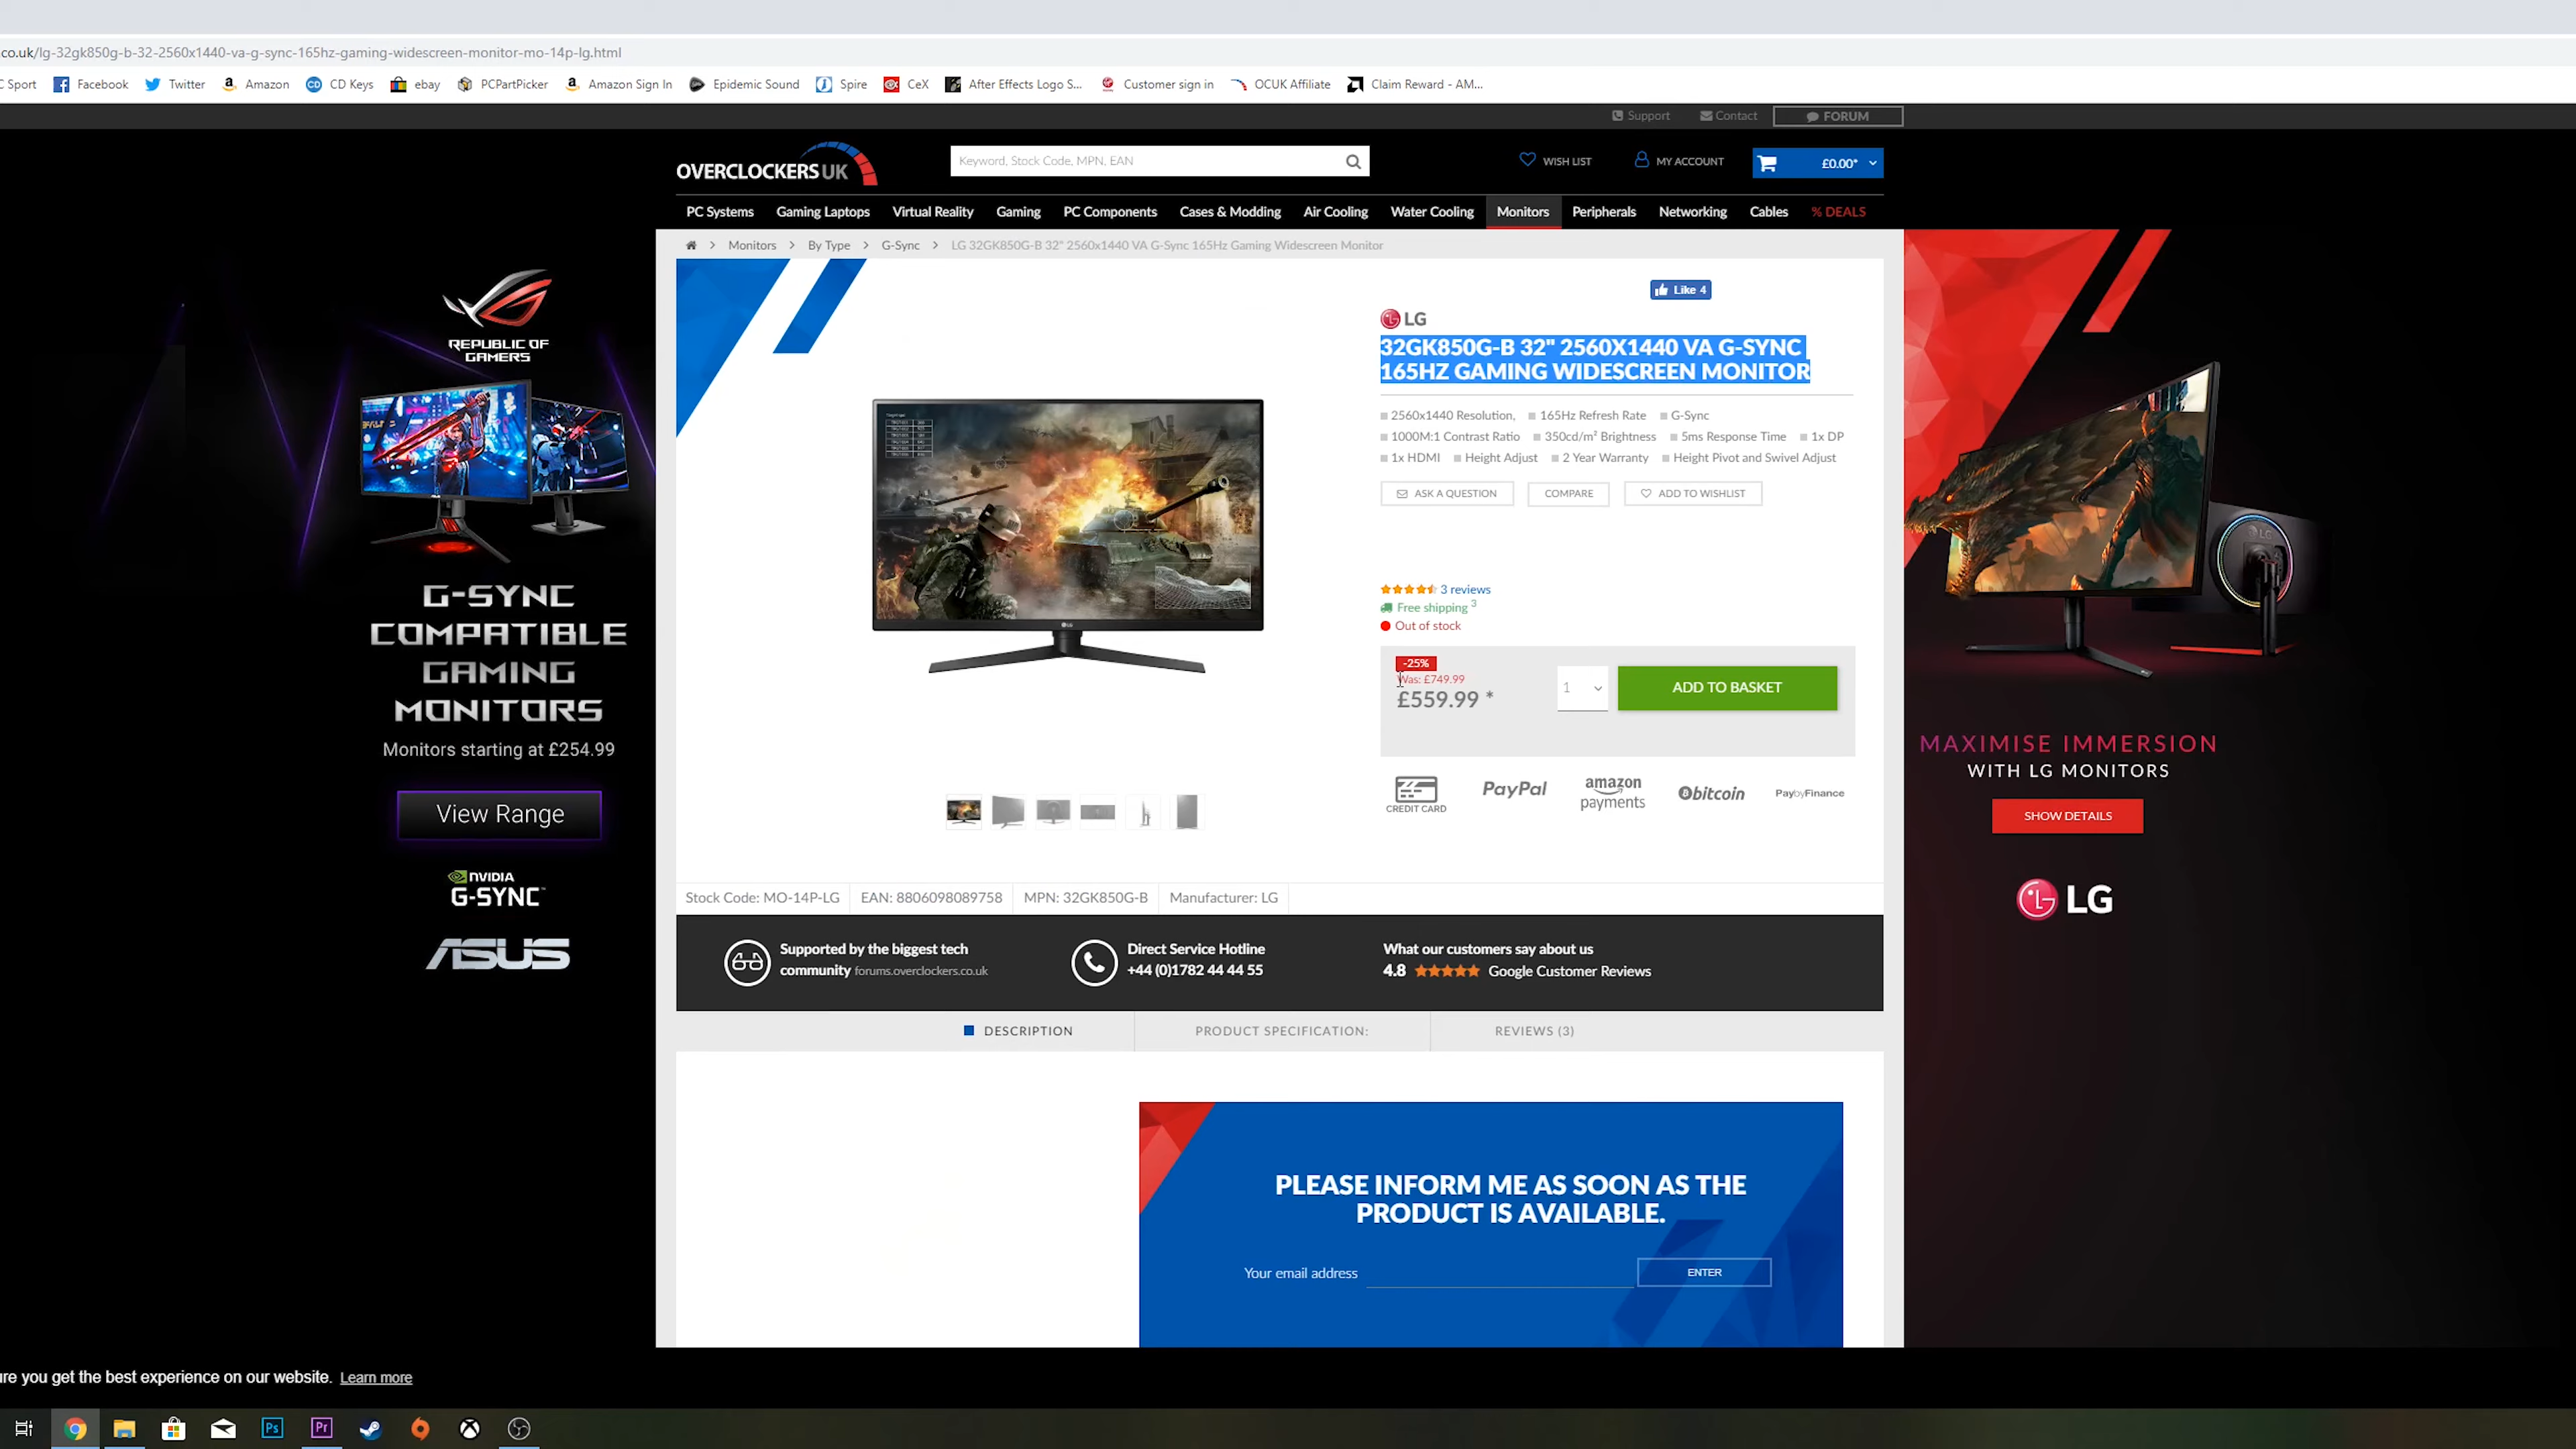 co.uk/lg-32gk850g-b-32-2560x1440-va-g-sync-165hz-gaming-widescreen-monitor-mo-14p-lg.html
C Sport Facebook Twitter Amazon CD Keys ebay PCPartPicker Amazon Sign In Epidemic Sound Spire CeX After Effects Logo S... Customer sign in OCUK Affiliate Claim Reward - AM...
Support Contact FORUM
OVERCLOCKERS UK
Keyword, Stock Code, MPN, EAN
WISH LIST MY ACCOUNT £0.00*
PC Systems Gaming Laptops Virtual Reality Gaming PC Components Cases & Modding Air Cooling Water Cooling Monitors Peripherals Networking Cables % DEALS
Monitors By Type G-Sync LG 32GK850G-B 32" 2560x1440 VA G-Sync 165Hz Gaming Widescreen Monitor
Like 4
LG
32GK850G-B 32" 2560X1440 VA G-SYNC
165HZ GAMING WIDESCREEN MONITOR
2560x1440 Resolution, 165Hz Refresh Rate G-Sync
1000M:1 Contrast Ratio 350cd/m² Brightness 5ms Response Time 1x DP
1x HDMI Height Adjust 2 Year Warranty Height Pivot and Swivel Adjust
ASK A QUESTION COMPARE ADD TO WISHLIST
3 reviews
Free shipping 3
Out of stock
-25%
Was: £749.99
£559.99 *
1
ADD TO BASKET
CREDIT CARD
PayPal
amazon
payments
bitcoin
PaybyFinance
REPUBLIC OF
GAMERS
G-SYNC
COMPATIBLE
GAMING
MONITORS
Monitors starting at £254.99
View Range
NVIDIA
G-SYNC™
ASUS
MAXIMISE IMMERSION
WITH LG MONITORS
SHOW DETAILS
LG
Stock Code: MO-14P-LG EAN: 8806098089758 MPN: 32GK850G-B Manufacturer: LG
Supported by the biggest tech
community forums.overclockers.co.uk
Direct Service Hotline
+44 (0)1782 44 44 55
What our customers say about us
4.8 Google Customer Reviews
DESCRIPTION PRODUCT SPECIFICATION: REVIEWS (3)
PLEASE INFORM ME AS SOON AS THE
PRODUCT IS AVAILABLE.
Your email address ENTER
ure you get the best experience on our website. Learn more
Ps Pr